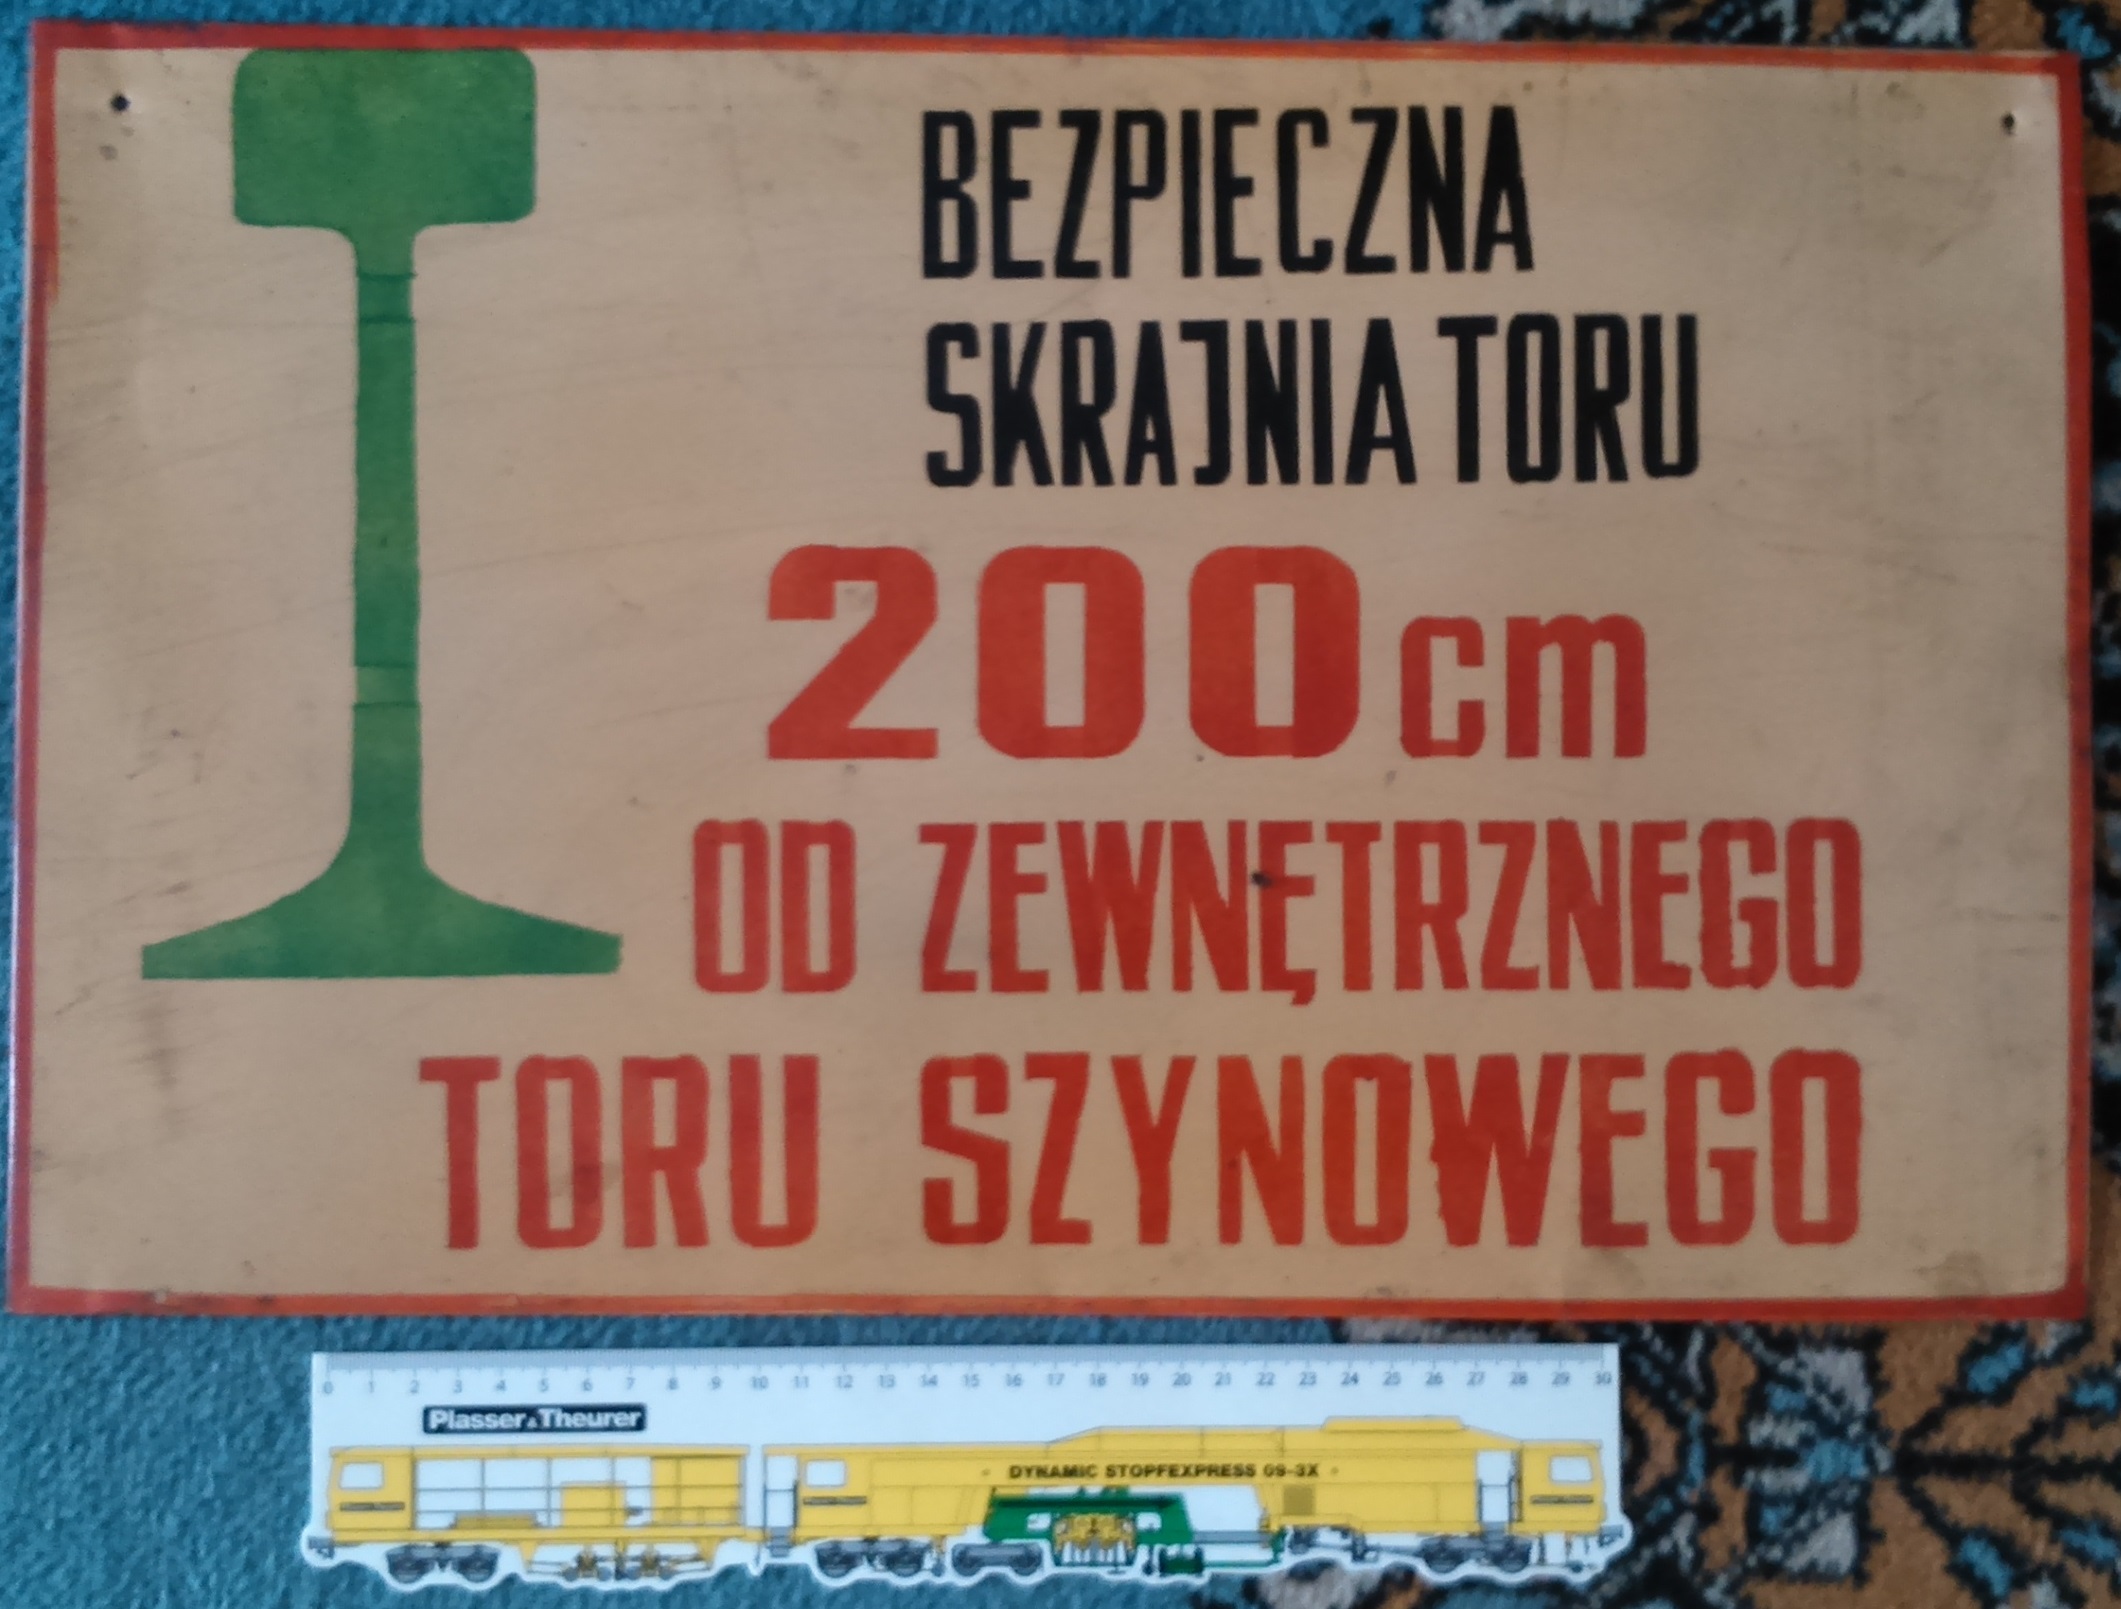 BEZPIECZNA
SKRAJNIA TORU
200 cm
OD ZEWNĘTRZNEGO
TORU SZYNOWEGO
0 1 2 3 4 5 6 7 8 9 10 11 12 13 14 15 16 17 18 19 20 21 22 23 24 25 26 27 28 29 30
Plasser & Theurer
DYNAMIC STOPFEXPRESS 09-3X